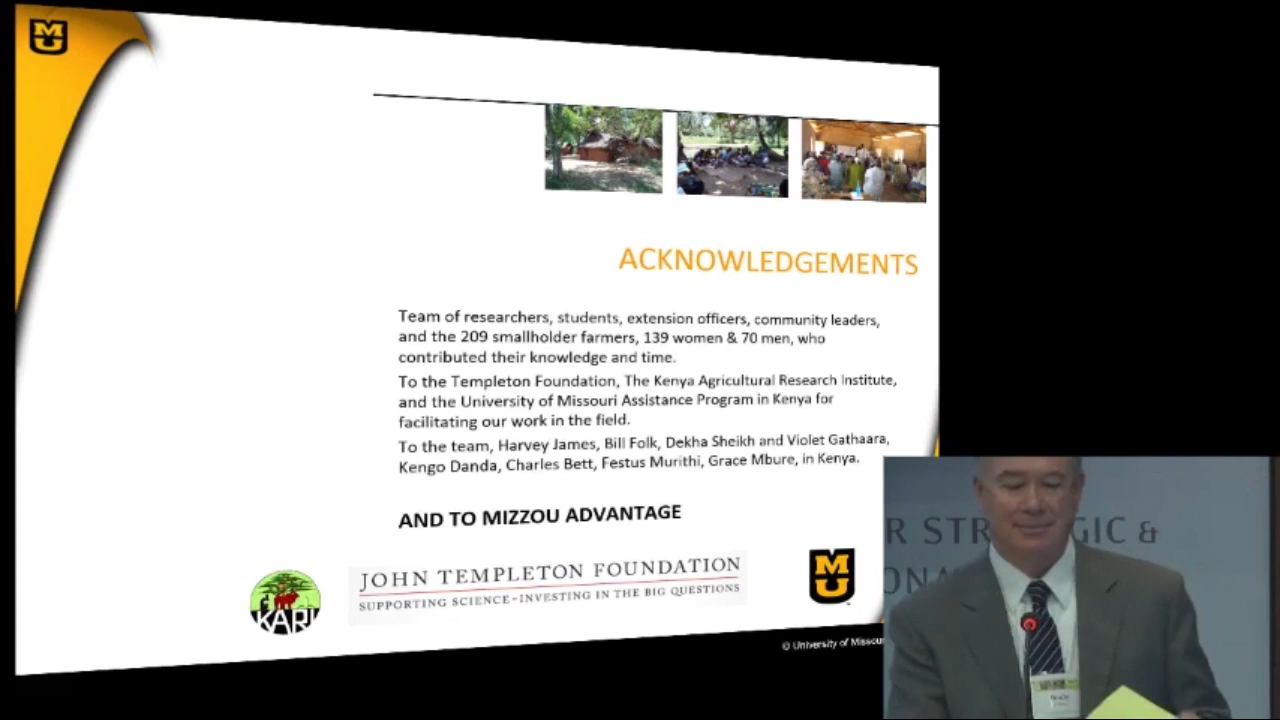 MU
ACKNOWLEDGEMENTS
Team of researchers, students, extension officers, community leaders,
and the 209 smallholder farmers, 139 women & 70 men, who
contributed their knowledge and time.
To the Templeton Foundation, The Kenya Agricultural Research Institute,
and the University of Missouri Assistance Program in Kenya for
facilitating our work in the field.
To the team, Harvey James, Bill Folk, Dekha Sheikh and Violet Gathaara,
Kengo Danda, Charles Bett, Festus Murithi, Grace Mbure, in Kenya.
AND TO MIZZOU ADVANTAGE
KARI
JOHN TEMPLETON FOUNDATION
SUPPORTING SCIENCE~INVESTING IN THE BIG QUESTIONS
MU
© University of Missou
R STR GIC &
ONA